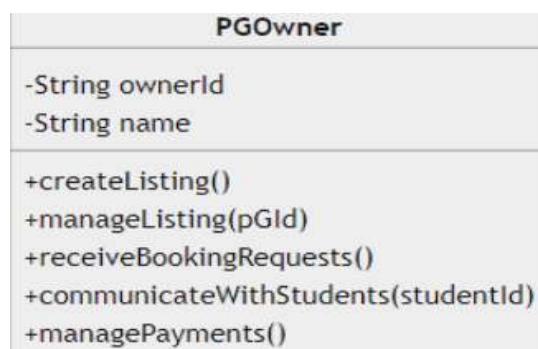 PGOwner
-String ownerId
-String name
+createListing()
+manageListing(pGId)
+receiveBookingRequests()
+communicateWithStudents(studentId)
+managePayments()